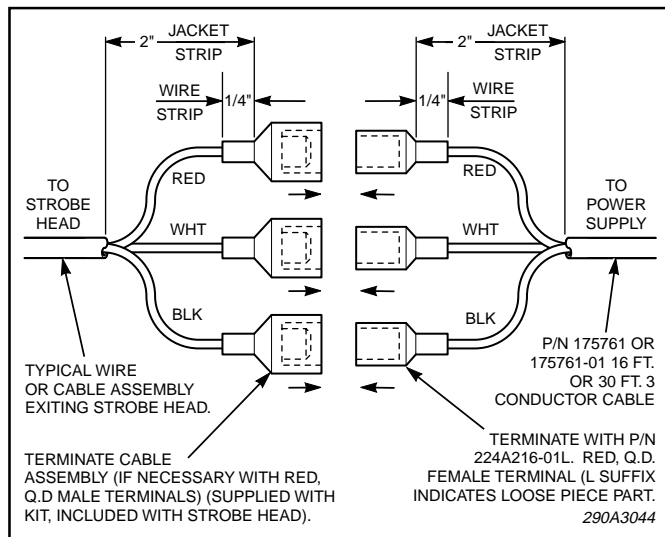 2" JACKET
STRIP
2" JACKET
STRIP
WIRE
STRIP
1/4"
1/4"
WIRE
STRIP
TO
STROBE
HEAD
RED
WHT
BLK
RED
WHT
BLK
TO
POWER
SUPPLY
TYPICAL WIRE
OR CABLE ASSEMBLY
EXITING STROBE HEAD.
P/N 175761 OR
175761-01 16 FT.
OR 30 FT. 3
CONDUCTOR CABLE
TERMINATE CABLE
ASSEMBLY (IF NECESSARY WITH RED,
Q.D MALE TERMINALS) (SUPPLIED WITH
KIT, INCLUDED WITH STROBE HEAD).
TERMINATE WITH P/N
224A216-01L. RED, Q.D.
FEMALE TERMINAL (L SUFFIX
INDICATES LOOSE PIECE PART.
290A3044